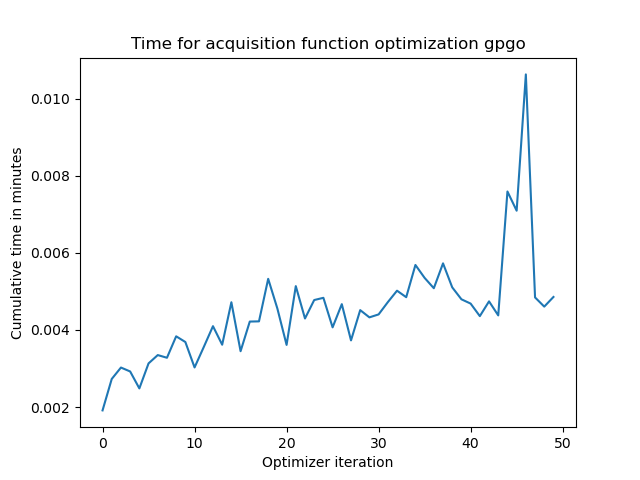 Time for acquisition function optimization gpgo
Cumulative time in minutes
0.010
0.008
0.006
0.004
0.002
0 10 20 30 40 50
Optimizer iteration